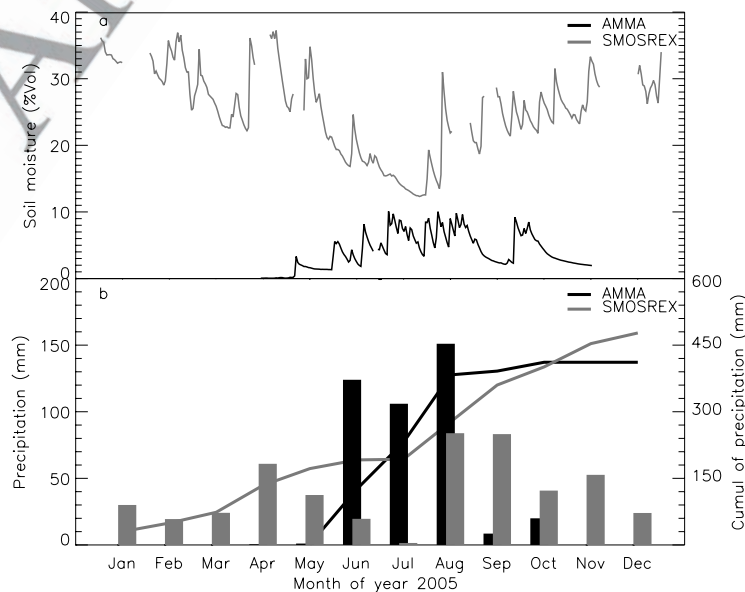 40
a
AMMA
SMOSREX
30
20
10
0
Soil moisture (%Vol)
200
b
AMMA
SMOSREX
600
150
450
100
300
50
150
0
Precipitation (mm)
Cumul of precipitation (mm)
Jan Feb Mar Apr May Jun Jul Aug Sep Oct Nov Dec
Month of year 2005